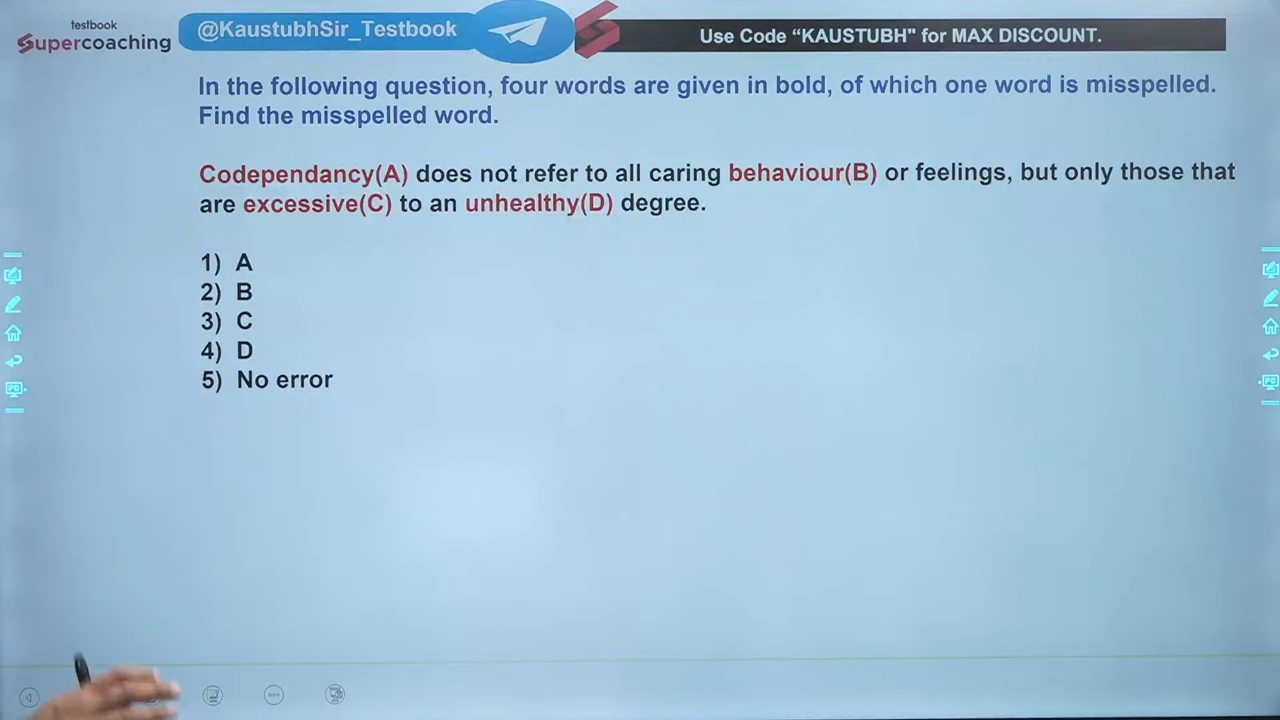 testbook
Supercoaching
@KaustubhSir_Testbook
Use Code “KAUSTUBH" for MAX DISCOUNT.
In the following question, four words are given in bold, of which one word is misspelled.
Find the misspelled word.
Codependancy(A) does not refer to all caring behaviour(B) or feelings, but only those that
are excessive(C) to an unhealthy(D) degree.
1) A
2) B
3) C
4) D
5) No error